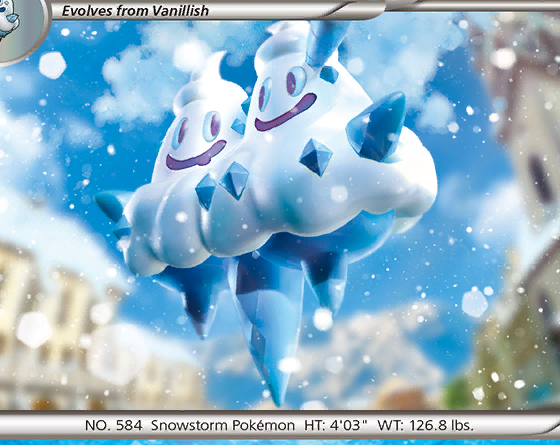 Evolves from Vanillish
NO. 584 Snowstorm Pokémon HT: 4'03" WT: 126.8 lbs.